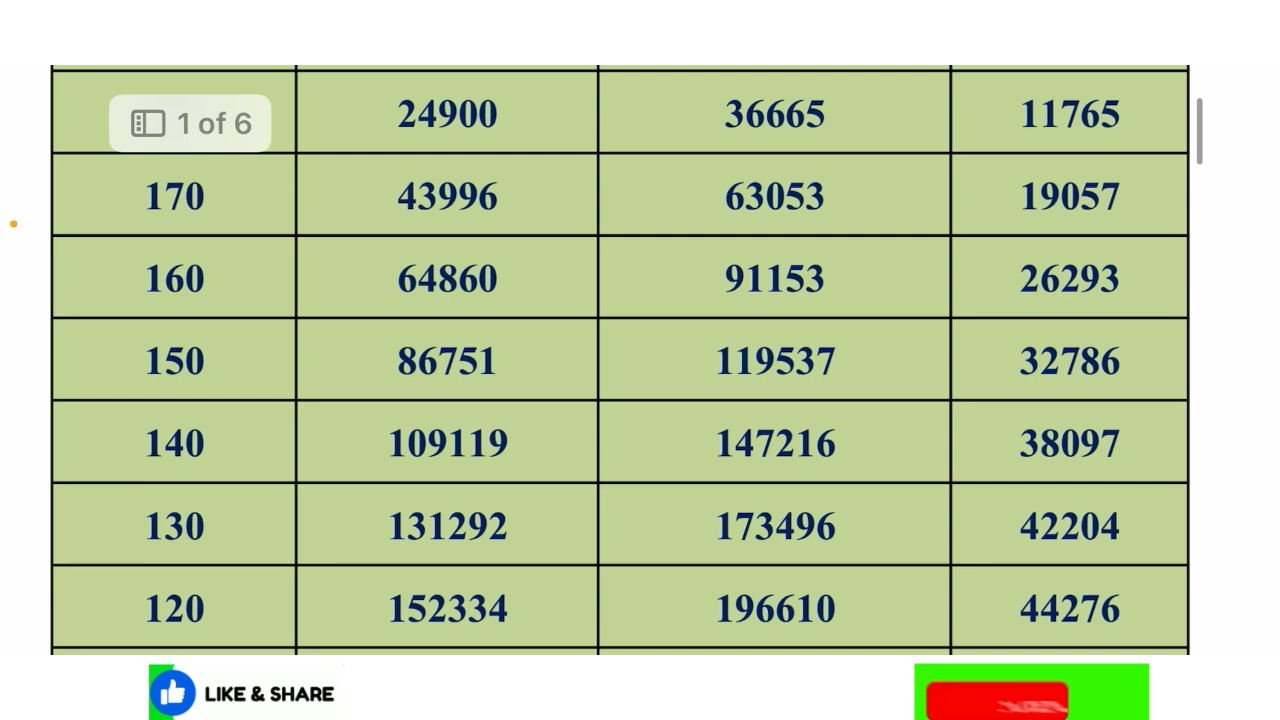 1 of 6 24900 36665 11765
170 43996 63053 19057
160 64860 91153 26293
150 86751 119537 32786
140 109119 147216 38097
130 131292 173496 42204
120 152334 196610 44276
LIKE & SHARE